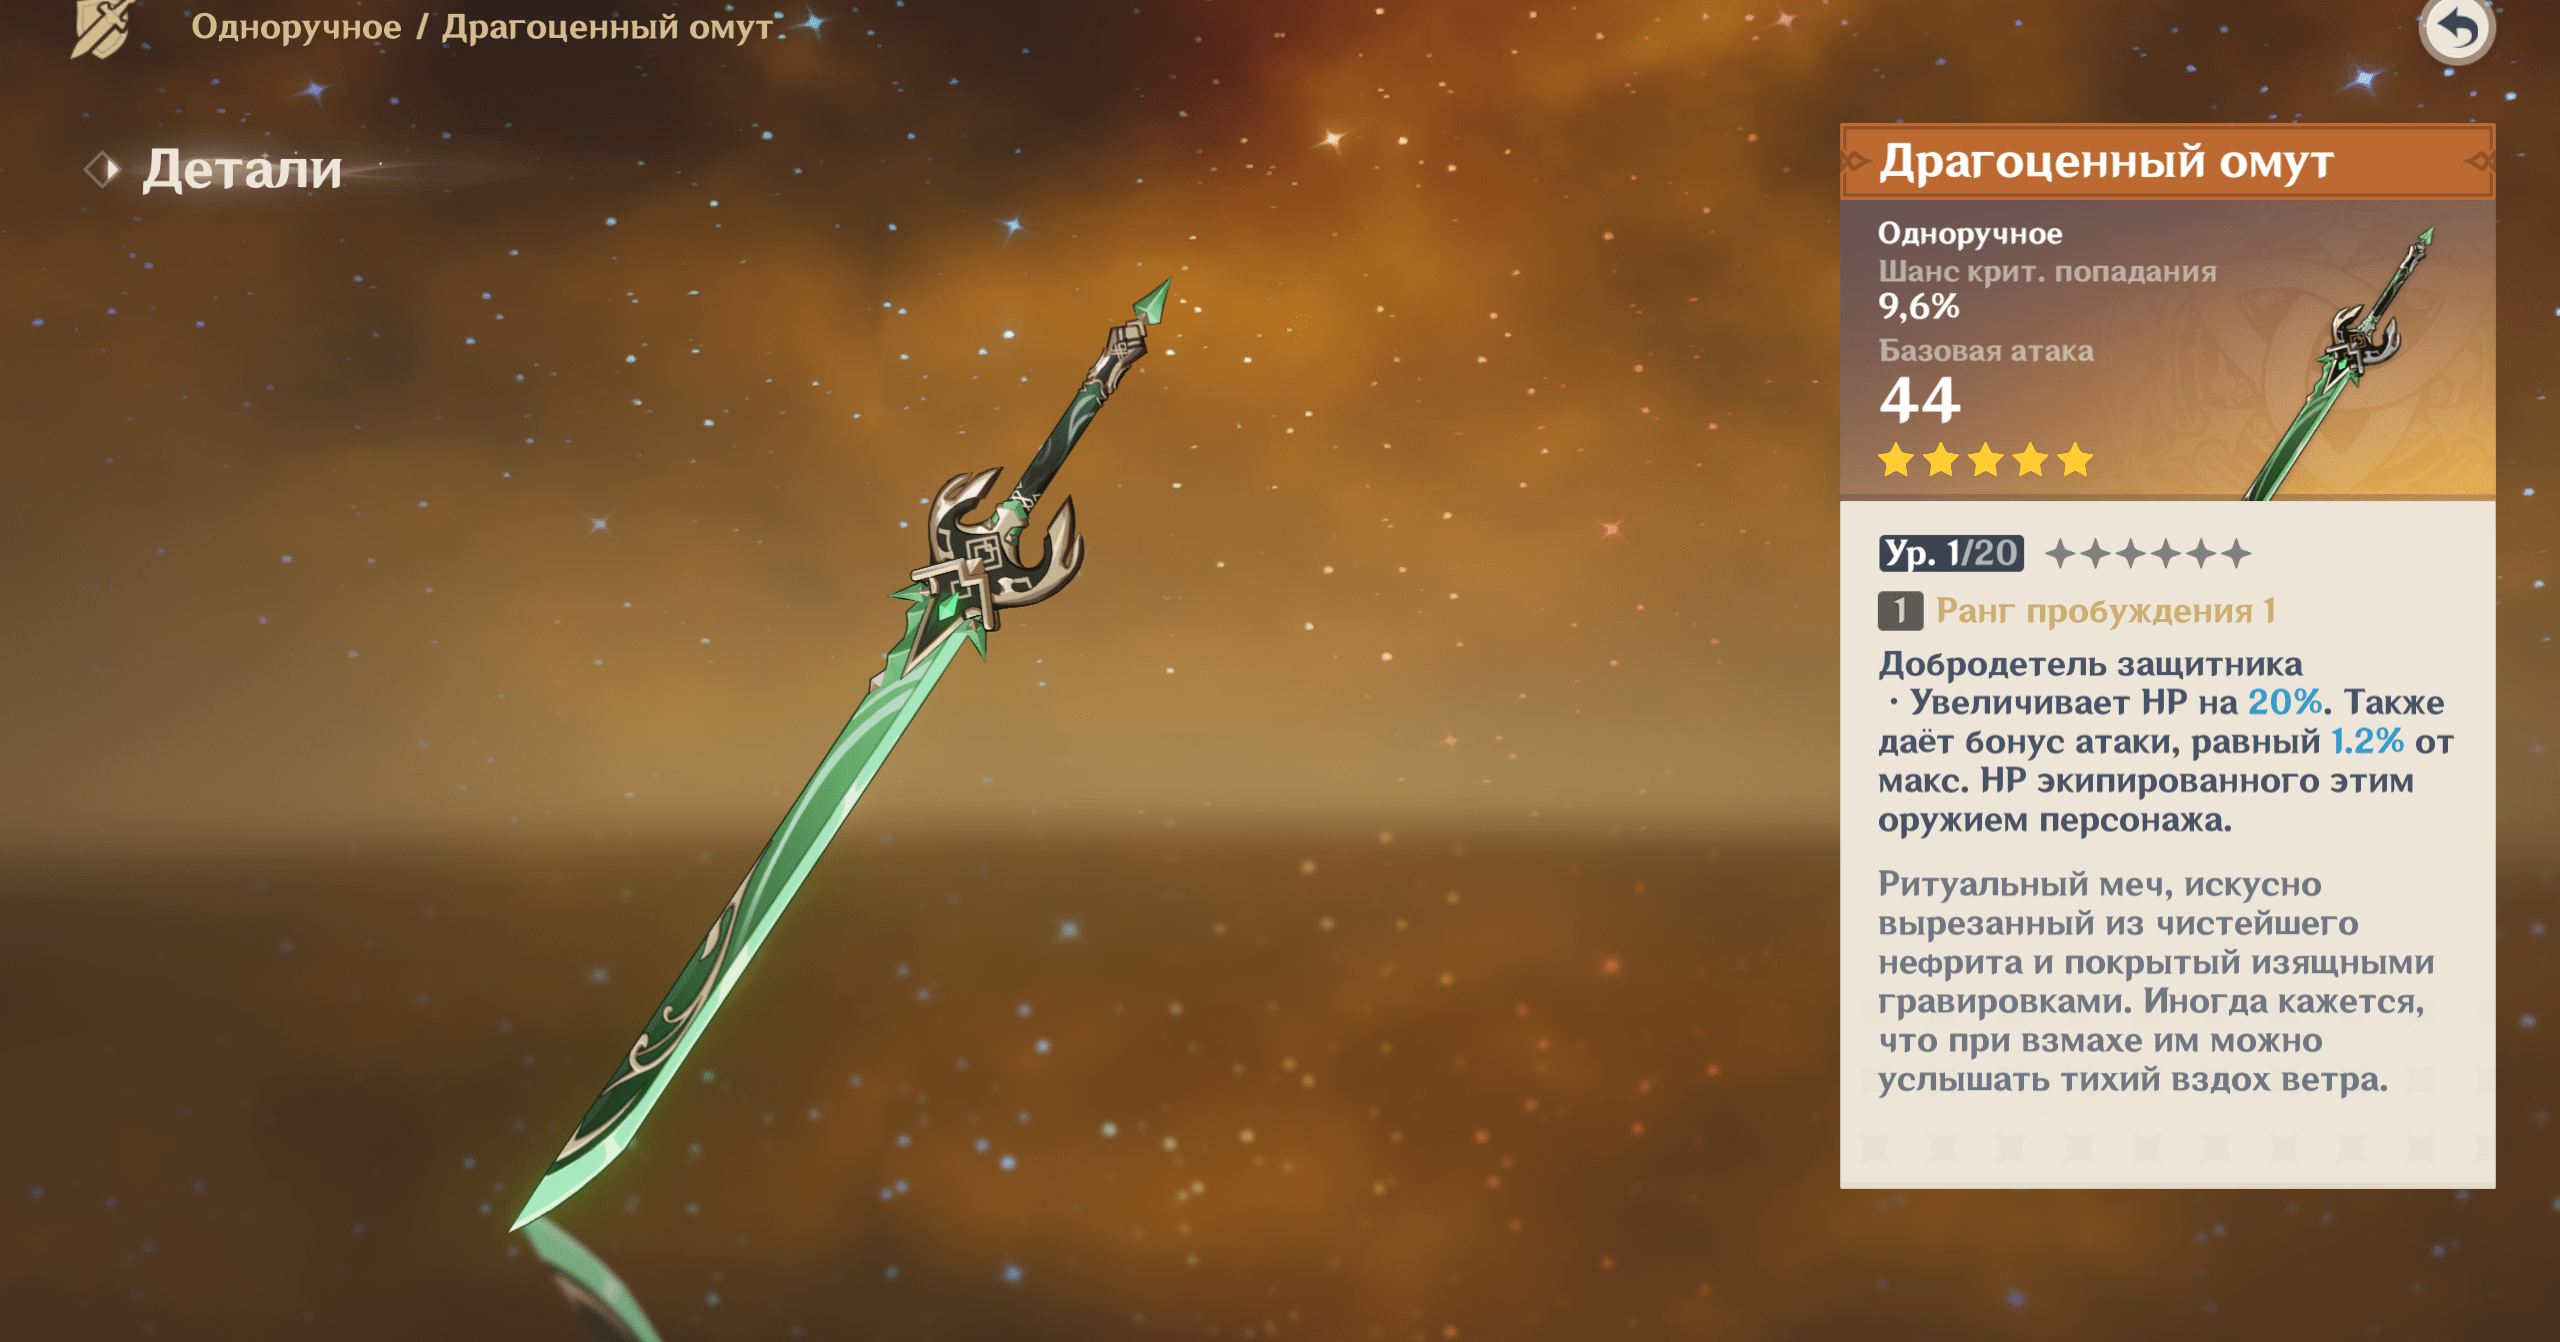 Одноручное / Драгоценный омут
Детали
Драгоценный омут
Одноручное
Шанс крит. попадания
9,6%
Базовая атака
44
Ур. 1/20
1 Ранг пробуждения 1
Добродетель защитника
· Увеличивает HP на 20%. Также
даёт бонус атаки, равный 1.2% от
макс. HP экипированного этим
оружием персонажа.
Ритуальный меч, искусно
вырезанный из чистейшего
нефрита и покрытый изящными
гравировками. Иногда кажется,
что при взмахе им можно
услышать тихий вздох ветра.